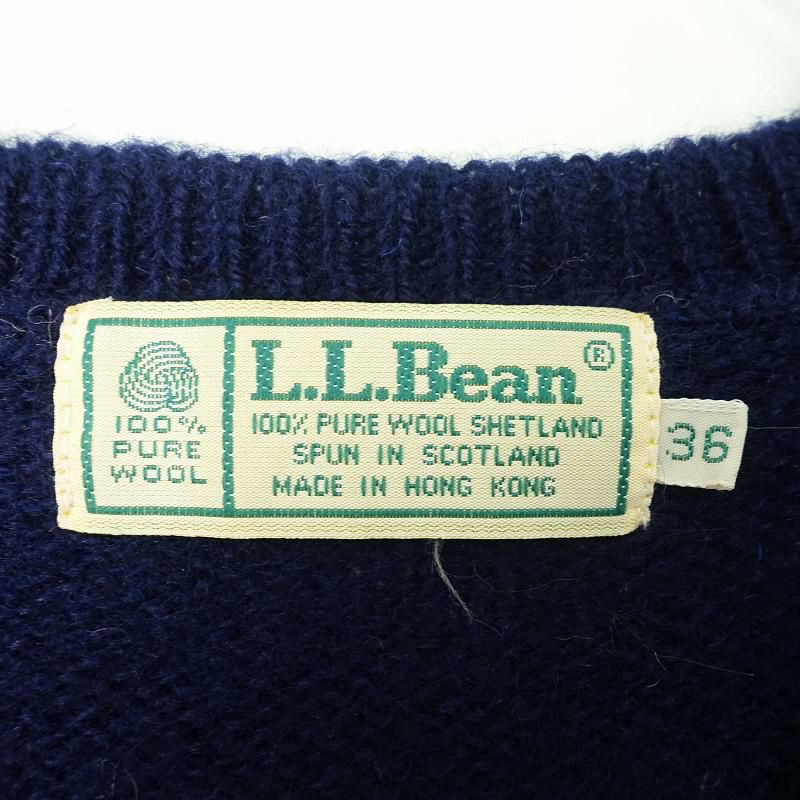 100%
PURE
WOOL
L.L.Bean®
100% PURE WOOL SHETLAND
SPUN IN SCOTLAND
MADE IN HONG KONG
36